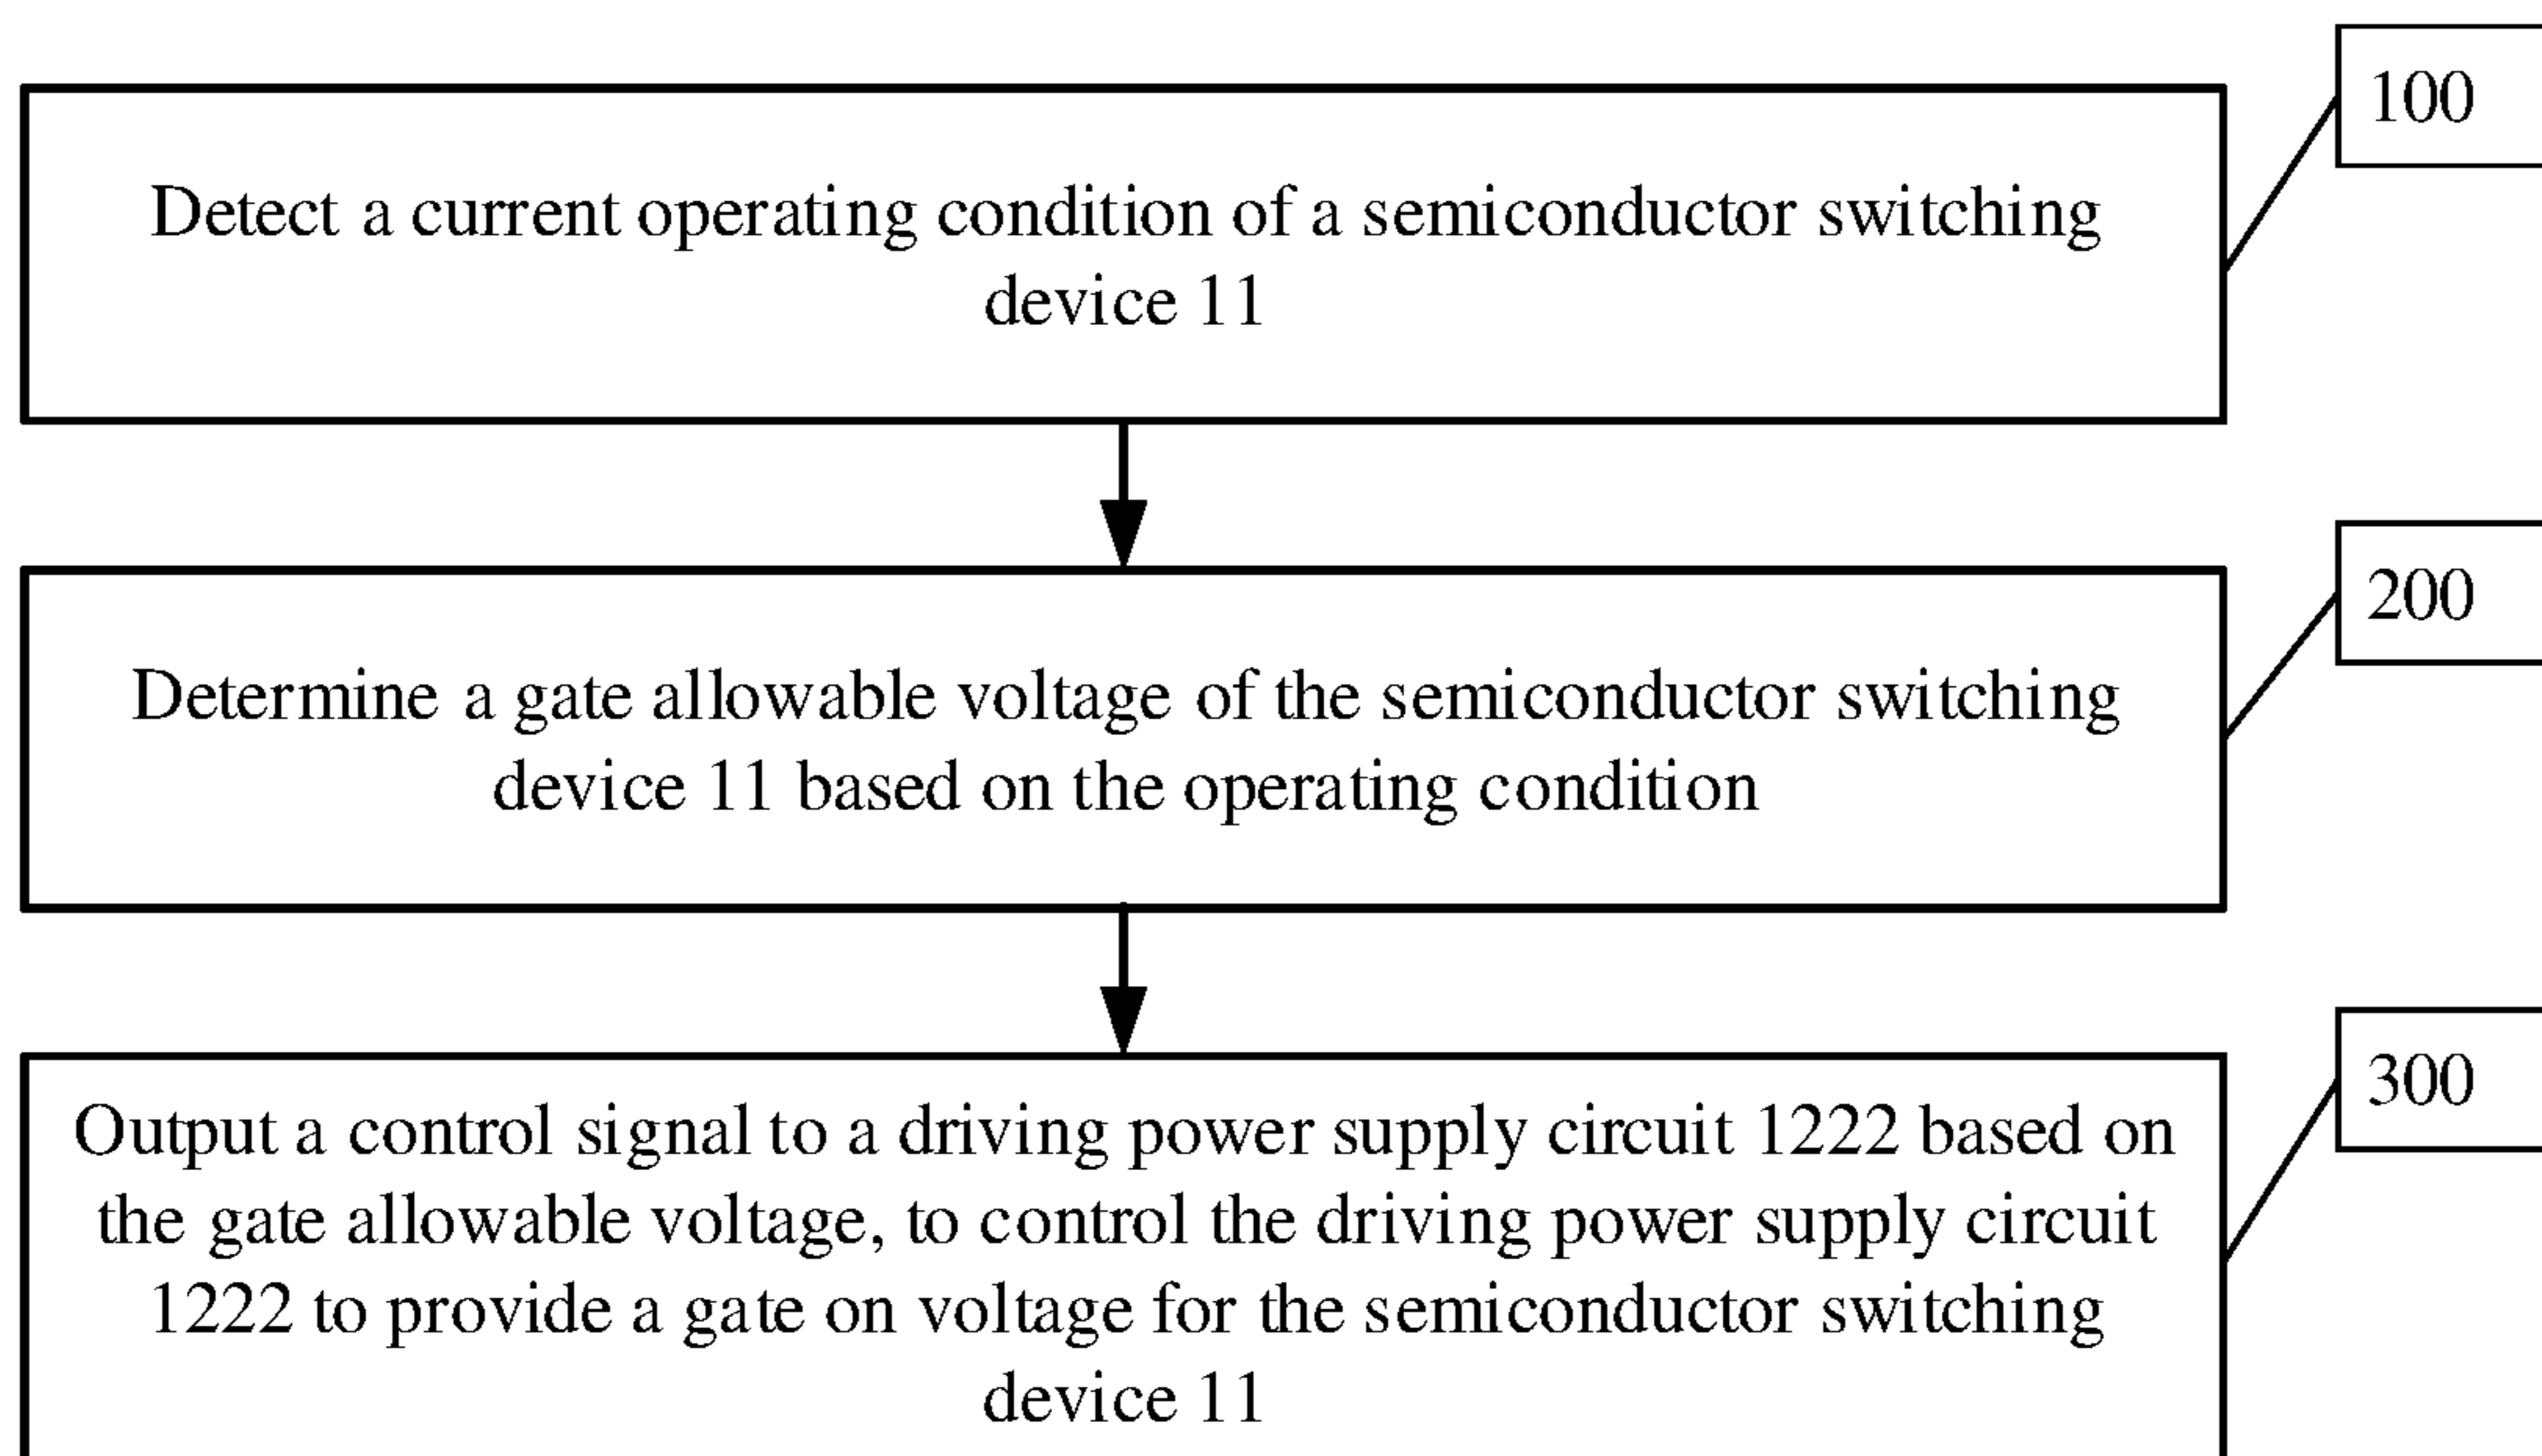 100
Detect a current operating condition of a semiconductor switching
device 11
200
Determine a gate allowable voltage of the semiconductor switching
device 11 based on the operating condition
300
Output a control signal to a driving power supply circuit 1222 based on
the gate allowable voltage, to control the driving power supply circuit
1222 to provide a gate on voltage for the semiconductor switching
device 11